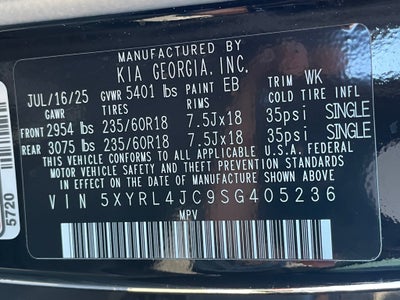 MANUFACTURED BY
KIA GEORGIA, INC.
JUL/16/25 GVWR 5401 lbs PAINT EB TRIM WK
GAWR TIRES RIMS COLD TIRE INFL.
FRONT 2954 lbs 235/60R18 7.5Jx18 35psi SINGLE
REAR 3075 lbs 235/60R18 7.5Jx18 35psi SINGLE
THIS VEHICLE CONFORMS TO ALL APPLICABLE U.S.A. FEDERAL
MOTOR VEHICLE SAFETY AND THEFT PREVENTION STANDARDS
IN EFFECT ON THE DATE OF MANUFACTURE SHOWN ABOVE.
VIN 5XYRL4JC9SG405236
MPV
5720